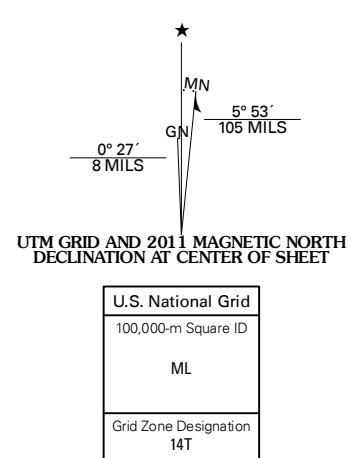 ★
MN
5° 53´
105 MILS
GN
0° 27´
8 MILS
UTM GRID AND 2011 MAGNETIC NORTH
DECLINATION AT CENTER OF SHEET
U.S. National Grid
100,000-m Square ID
ML
Grid Zone Designation
14T